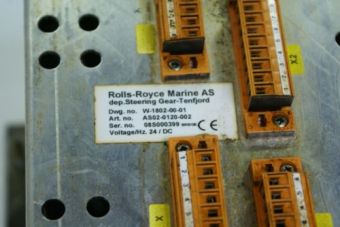 Rolls-Royce Marine AS
dep.Steering Gear-Tenfjord
Dwg. no. W-1802-00-01
Art. no. AS02-0120-002
Ser. no. 08S000399 CE
Voltage/Hz. 24 / DC
X2
X